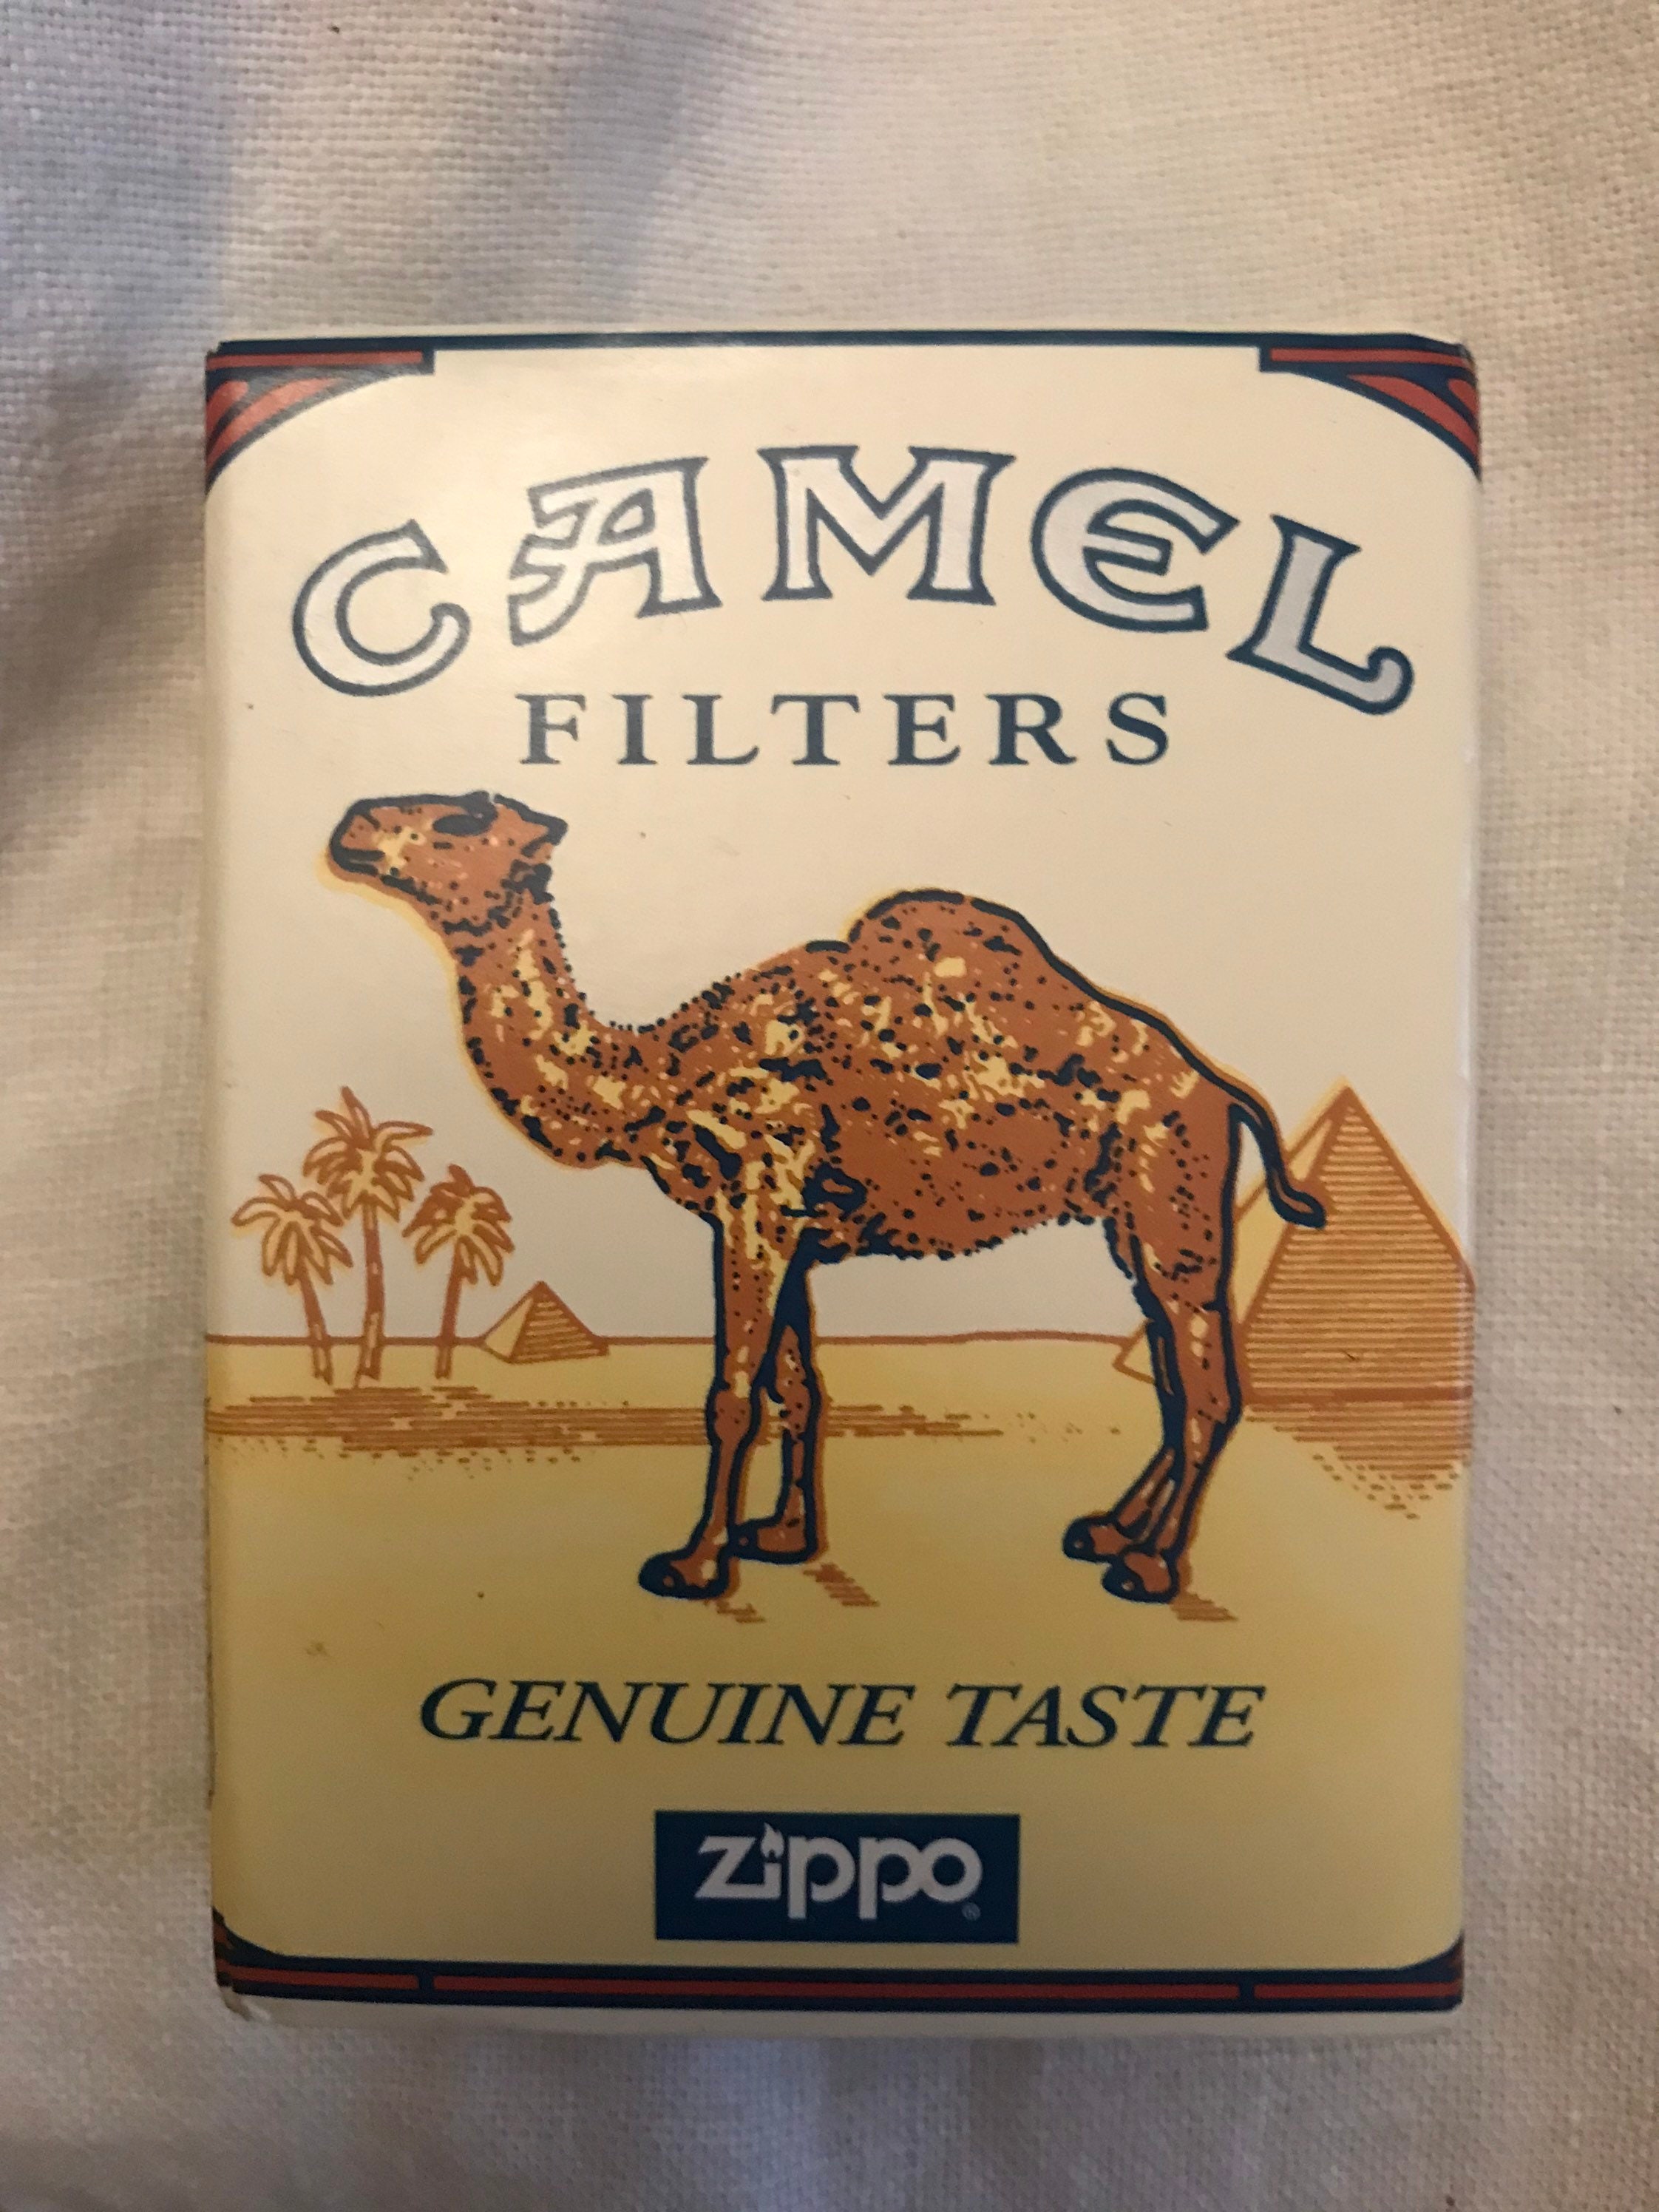 CAMEL
FILTERS
GENUINE TASTE
Zippo®